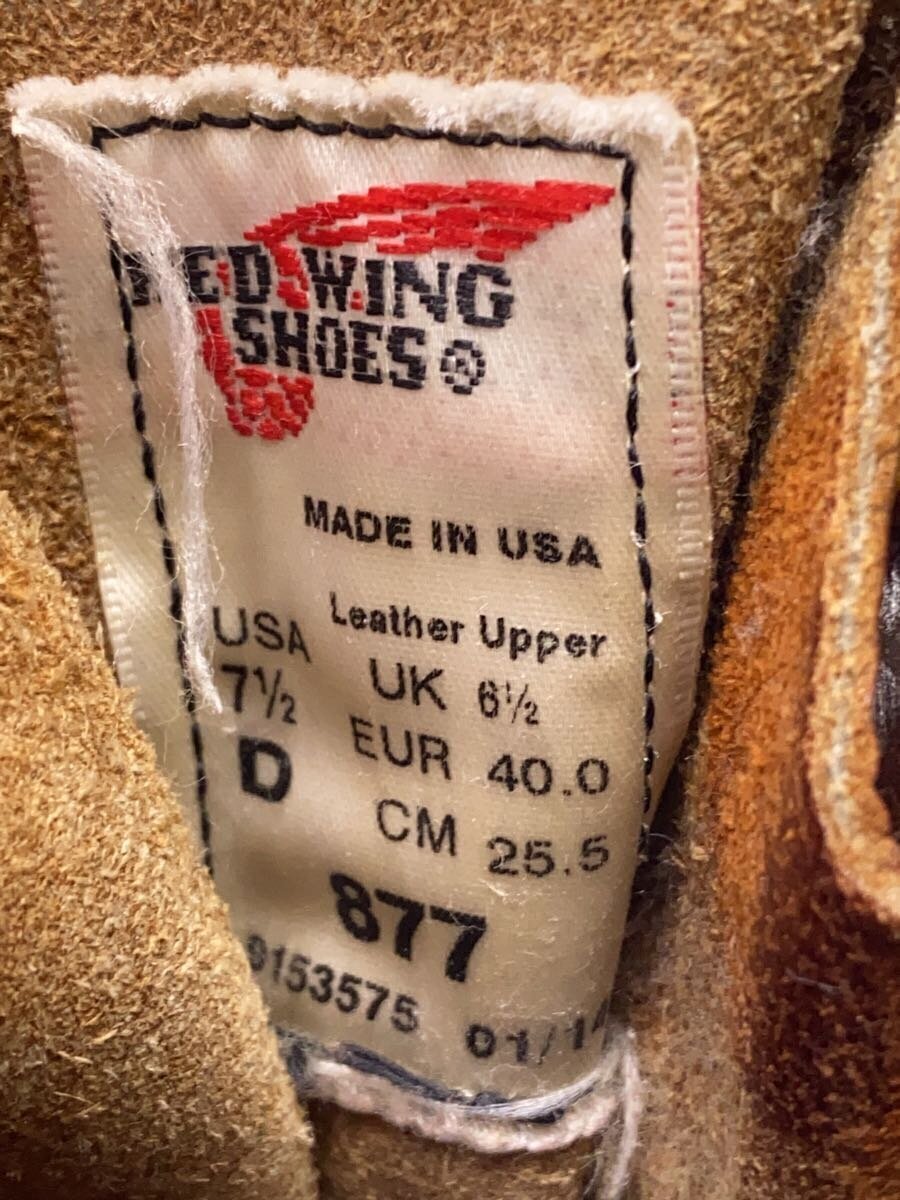 RED WING
SHOES ®
MADE IN USA
Leather Upper
USA
7½
D
UK 6½
EUR 40.0
CM 25.5
877
9153575 01/14